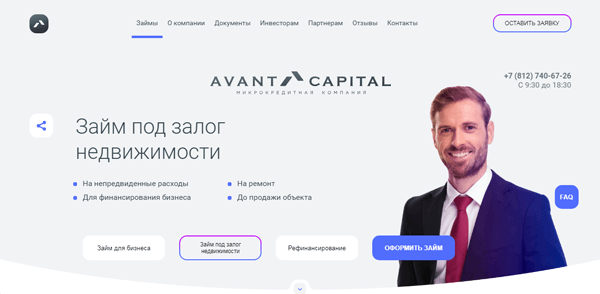 Займы О компании Документы Инвесторам Партнерам Отзывы Контакты ОСТАВИТЬ ЗАЯВКУ
AVANT CAPITAL
МИКРОКРЕДИТНАЯ КОМПАНИЯ
+7 (812) 740-67-26
С 9:30 до 18:30
Займ под залог
недвижимости
На непредвиденные расходы На ремонт
Для финансирования бизнеса До продажи объекта
FAQ
Займ для бизнеса
Займ под залог
недвижимости
Рефинансирование
ОФОРМИТЬ ЗАЙМ